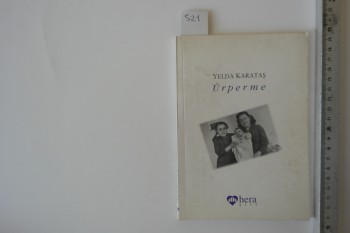 521
YELDA KARATAŞ
Ürperme
hera